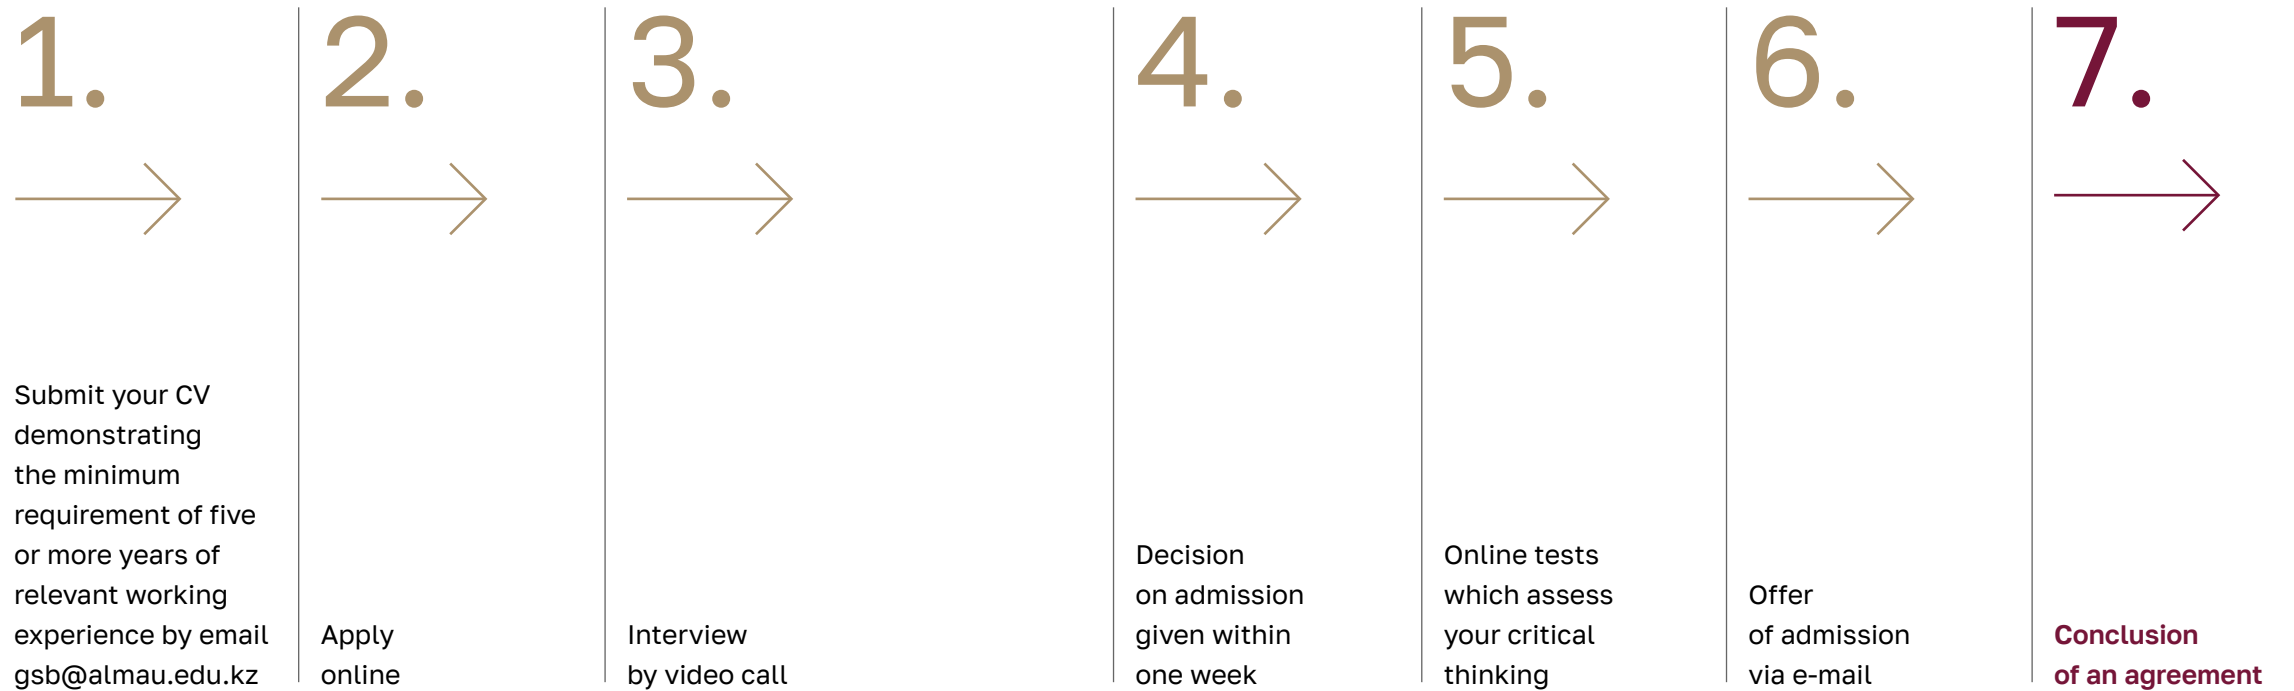 1.
Submit your CV
demonstrating
the minimum
requirement of five
or more years of
relevant working
experience by email
gsb@almau.edu.kz
2.
Apply
online
3.
Interview
by video call
4.
Decision
on admission
given within
one week
5.
Online tests
which assess
your critical
thinking
6.
Offer
of admission
via e-mail
7.
Conclusion
of an agreement